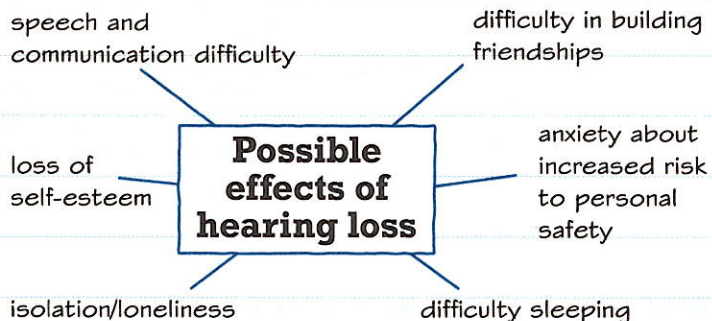 speech and
communication difficulty
difficulty in building
friendships
Possible
effects of
hearing loss
loss of
self-esteem
anxiety about
increased risk
to personal
safety
isolation/loneliness
difficulty sleeping